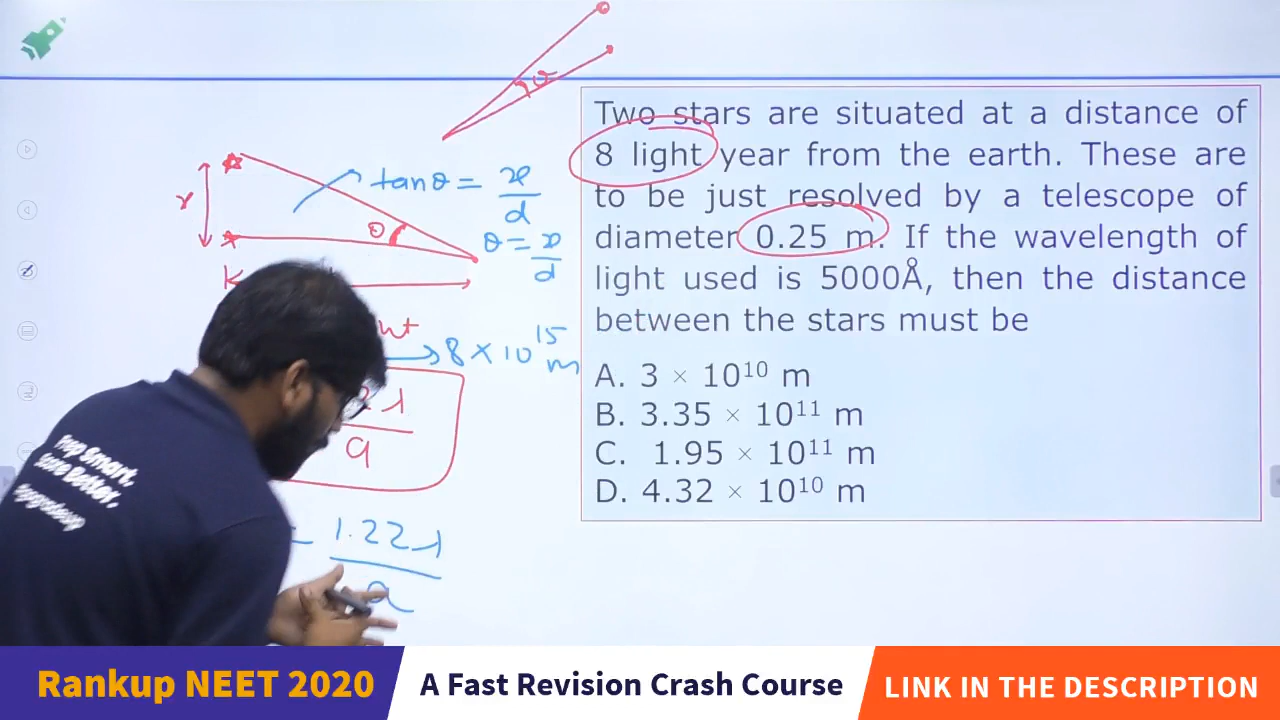 Two stars are situated at a distance of
8 light year from the earth. These are
to be just resolved by a telescope of
diameter 0.25 m. If the wavelength of
light used is 5000Å, then the distance
between the stars must be
A. 3 × 10¹⁰ m
B. 3.35 × 10¹¹ m
C. 1.95 × 10¹¹ m
D. 4.32 × 10¹⁰ m
θ
tanθ = x/d
θ = x/d
θ
8 × 10¹⁵ m
= 1.22λ/a
Prep Smart.
Score Better.
Rankup NEET 2020
A Fast Revision Crash Course
LINK IN THE DESCRIPTION